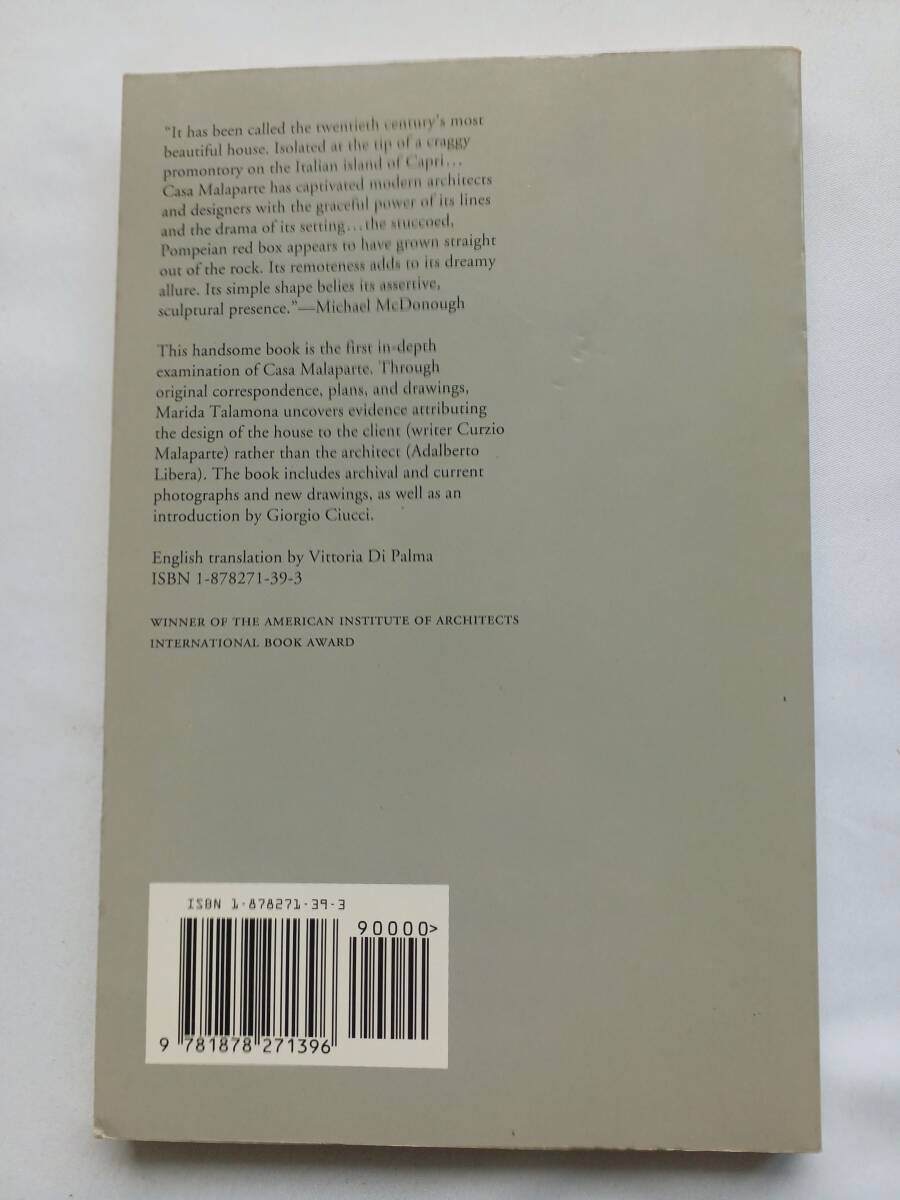 “It has been called the twentieth century's most
beautiful house. Isolated at the tip of a craggy
promontory on the Italian island of Capri...
Casa Malaparte has captivated modern architects
and designers with the graceful power of its lines
and the drama of its setting...the stuccoed,
Pompeian red box appears to have grown straight
out of the rock. Its remoteness adds to its dreamy
allure. Its simple shape belies its assertive,
sculptural presence.”—Michael McDonough
This handsome book is the first in-depth
examination of Casa Malaparte. Through
original correspondence, plans, and drawings,
Marida Talamona uncovers evidence attributing
the design of the house to the client (writer Curzio
Malaparte) rather than the architect (Adalberto
Libera). The book includes archival and current
photographs and new drawings, as well as an
introduction by Giorgio Ciucci.
English translation by Vittoria Di Palma
ISBN 1-878271-39-3
WINNER OF THE AMERICAN INSTITUTE OF ARCHITECTS
INTERNATIONAL BOOK AWARD
ISBN 1-878271-39-3
90000>
9 781878 271396